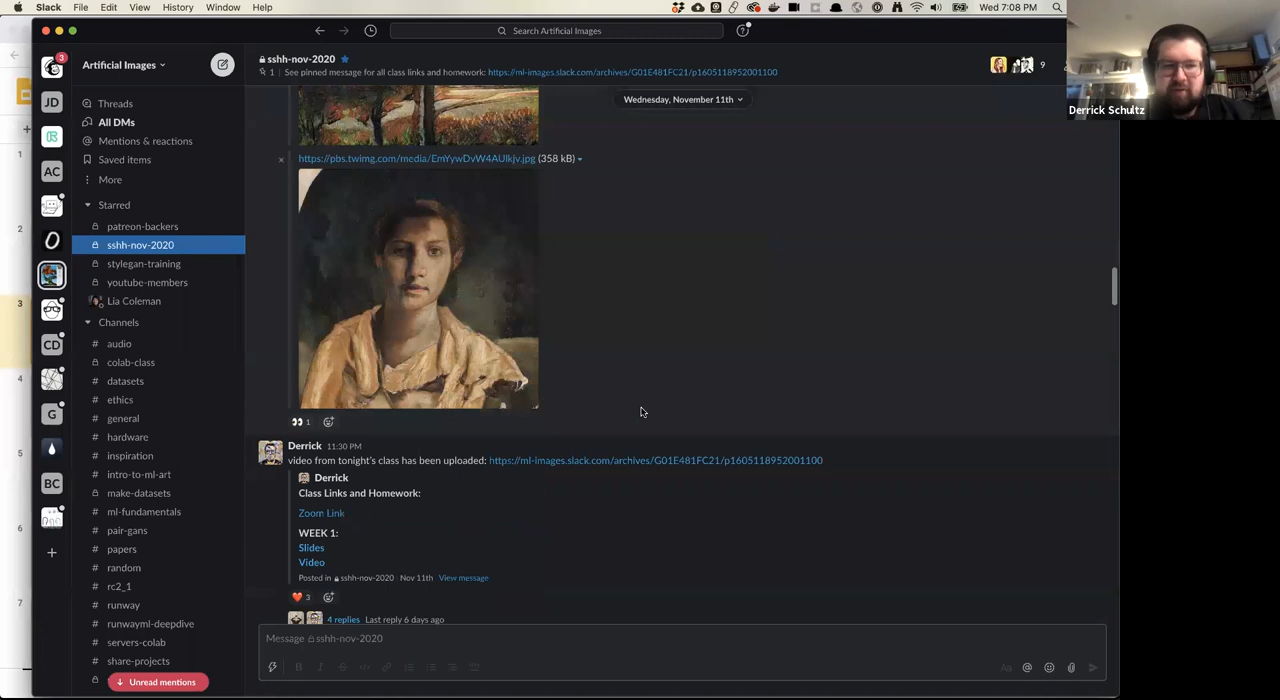 Slack File Edit View History Window Help
Wed 7:08 PM
Search Artificial Images
3
Artificial Images
sshh-nov-2020
1 | See pinned message for all class links and homework: https://ml-images.slack.com/archives/G01E481FC21/p1605118952001100
9
Derrick Schultz
JD
AC
CD
G
BC
Threads
All DMs
Mentions & reactions
Saved items
More
Starred
patreon-backers
sshh-nov-2020
stylegan-training
youtube-members
Lia Coleman
Channels
# audio
colab-class
# datasets
# ethics
# general
# hardware
# inspiration
# intro-to-ml-art
make-datasets
# ml-fundamentals
# pair-gans
# papers
# random
# rc2_1
# runway
# runwayml-deepdive
# servers-colab
# share-projects
Unread mentions
Wednesday, November 11th
https://pbs.twimg.com/media/EmYywDvW4AUlkjv.jpg (358 kB)
1
Derrick 11:30 PM
video from tonight's class has been uploaded: https://ml-images.slack.com/archives/G01E481FC21/p1605118952001100
Derrick
Class Links and Homework:
Zoom Link
WEEK 1:
Slides
Video
Posted in sshh-nov-2020 Nov 11th View message
3
4 replies Last reply 6 days ago
Message sshh-nov-2020
B I Aa @
1
2
3
4
5
6
7